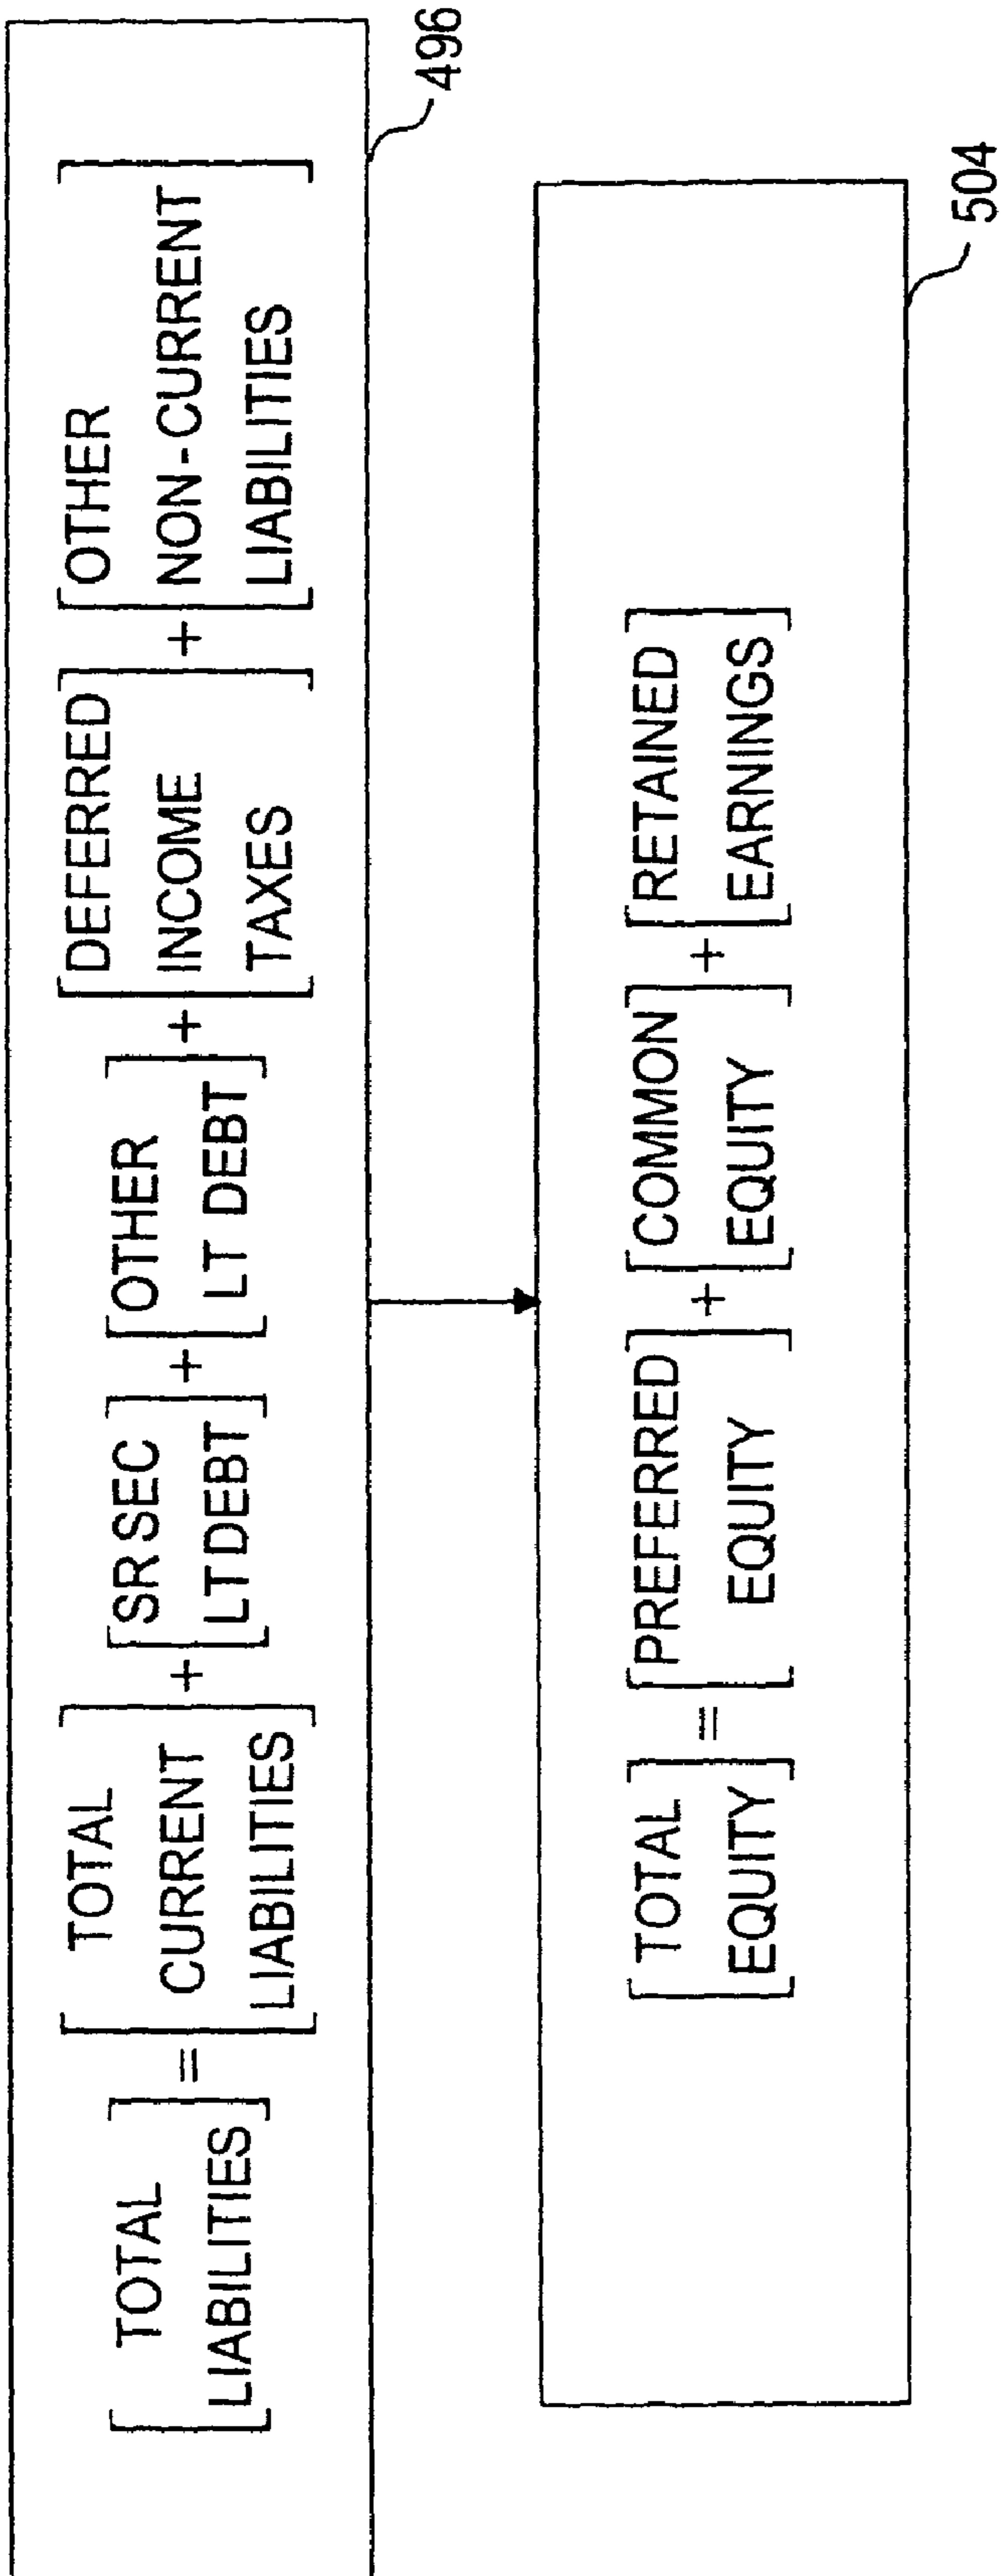 [TOTAL LIABILITIES] = [TOTAL CURRENT LIABILITIES] + [SR SEC LT DEBT] + [OTHER LT DEBT] + [DEFERRED INCOME TAXES] + [OTHER NON-CURRENT LIABILITIES]
496
[TOTAL EQUITY] = [PREFERRED EQUITY] + [COMMON EQUITY] + [RETAINED EARNINGS]
504